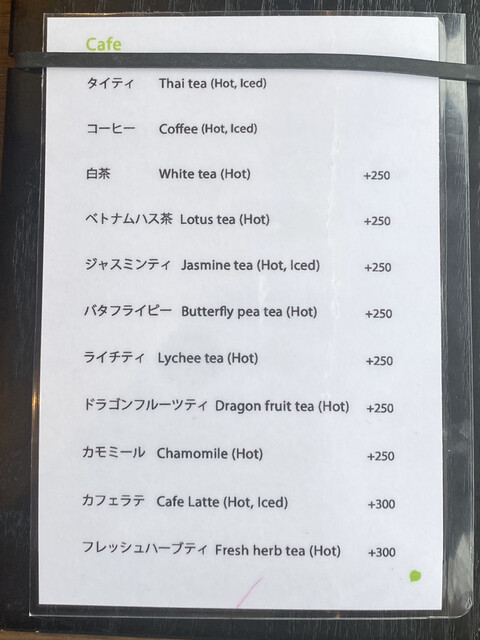 Cafe
タイティ Thai tea (Hot, Iced)
コーヒー Coffee (Hot, Iced)
白茶 White tea (Hot) +250
ベトナムハス茶 Lotus tea (Hot) +250
ジャスミンティ Jasmine tea (Hot, Iced) +250
バタフライピー Butterfly pea tea (Hot) +250
ライチティ Lychee tea (Hot) +250
ドラゴンフルーツティ Dragon fruit tea (Hot) +250
カモミール Chamomile (Hot) +250
カフェラテ Cafe Latte (Hot, Iced) +300
フレッシュハーブティ Fresh herb tea (Hot) +300